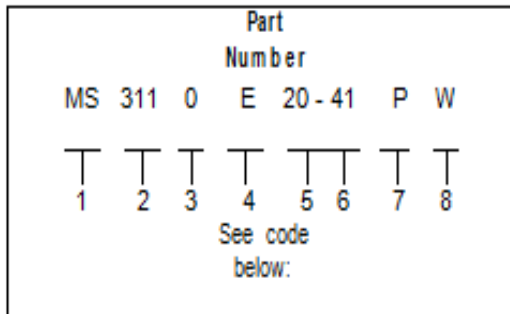 Part
Number
MS 311 0 E 20 - 41 P W
1 2 3 4 5 6 7 8
See code
below: